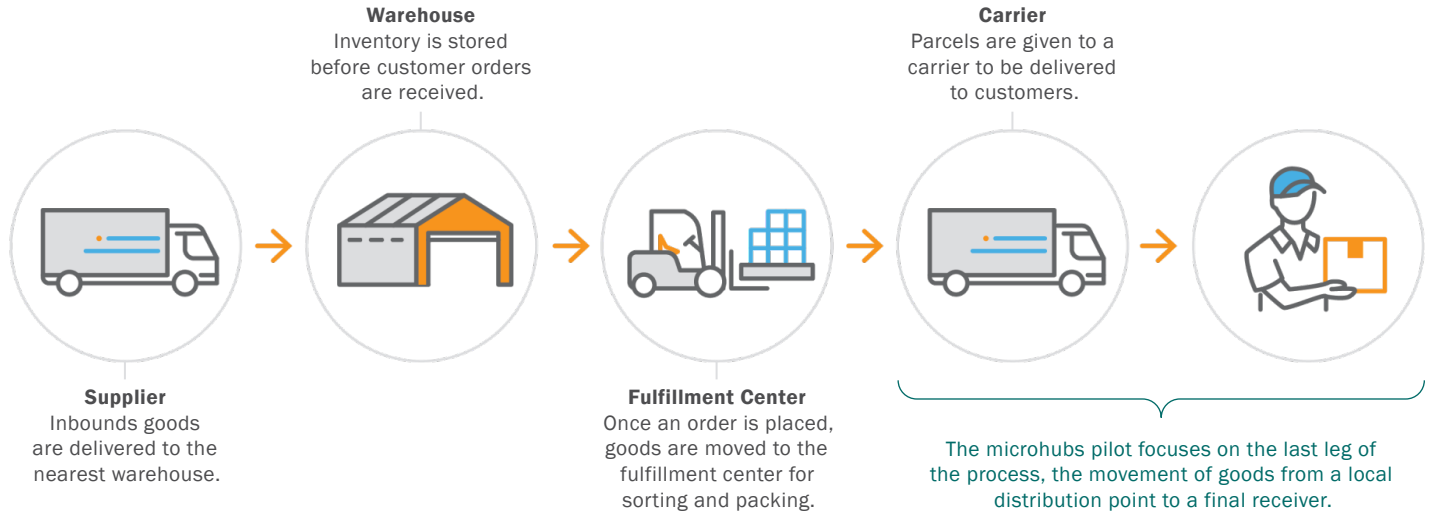 Supplier
Inbounds goods
are delivered to the
nearest warehouse.
Warehouse
Inventory is stored
before customer orders
are received.
Fulfillment Center
Once an order is placed,
goods are moved to the
fulfillment center for
sorting and packing.
Carrier
Parcels are given to a
carrier to be delivered
to customers.
The microhubs pilot focuses on the last leg of
the process, the movement of goods from a local
distribution point to a final receiver.